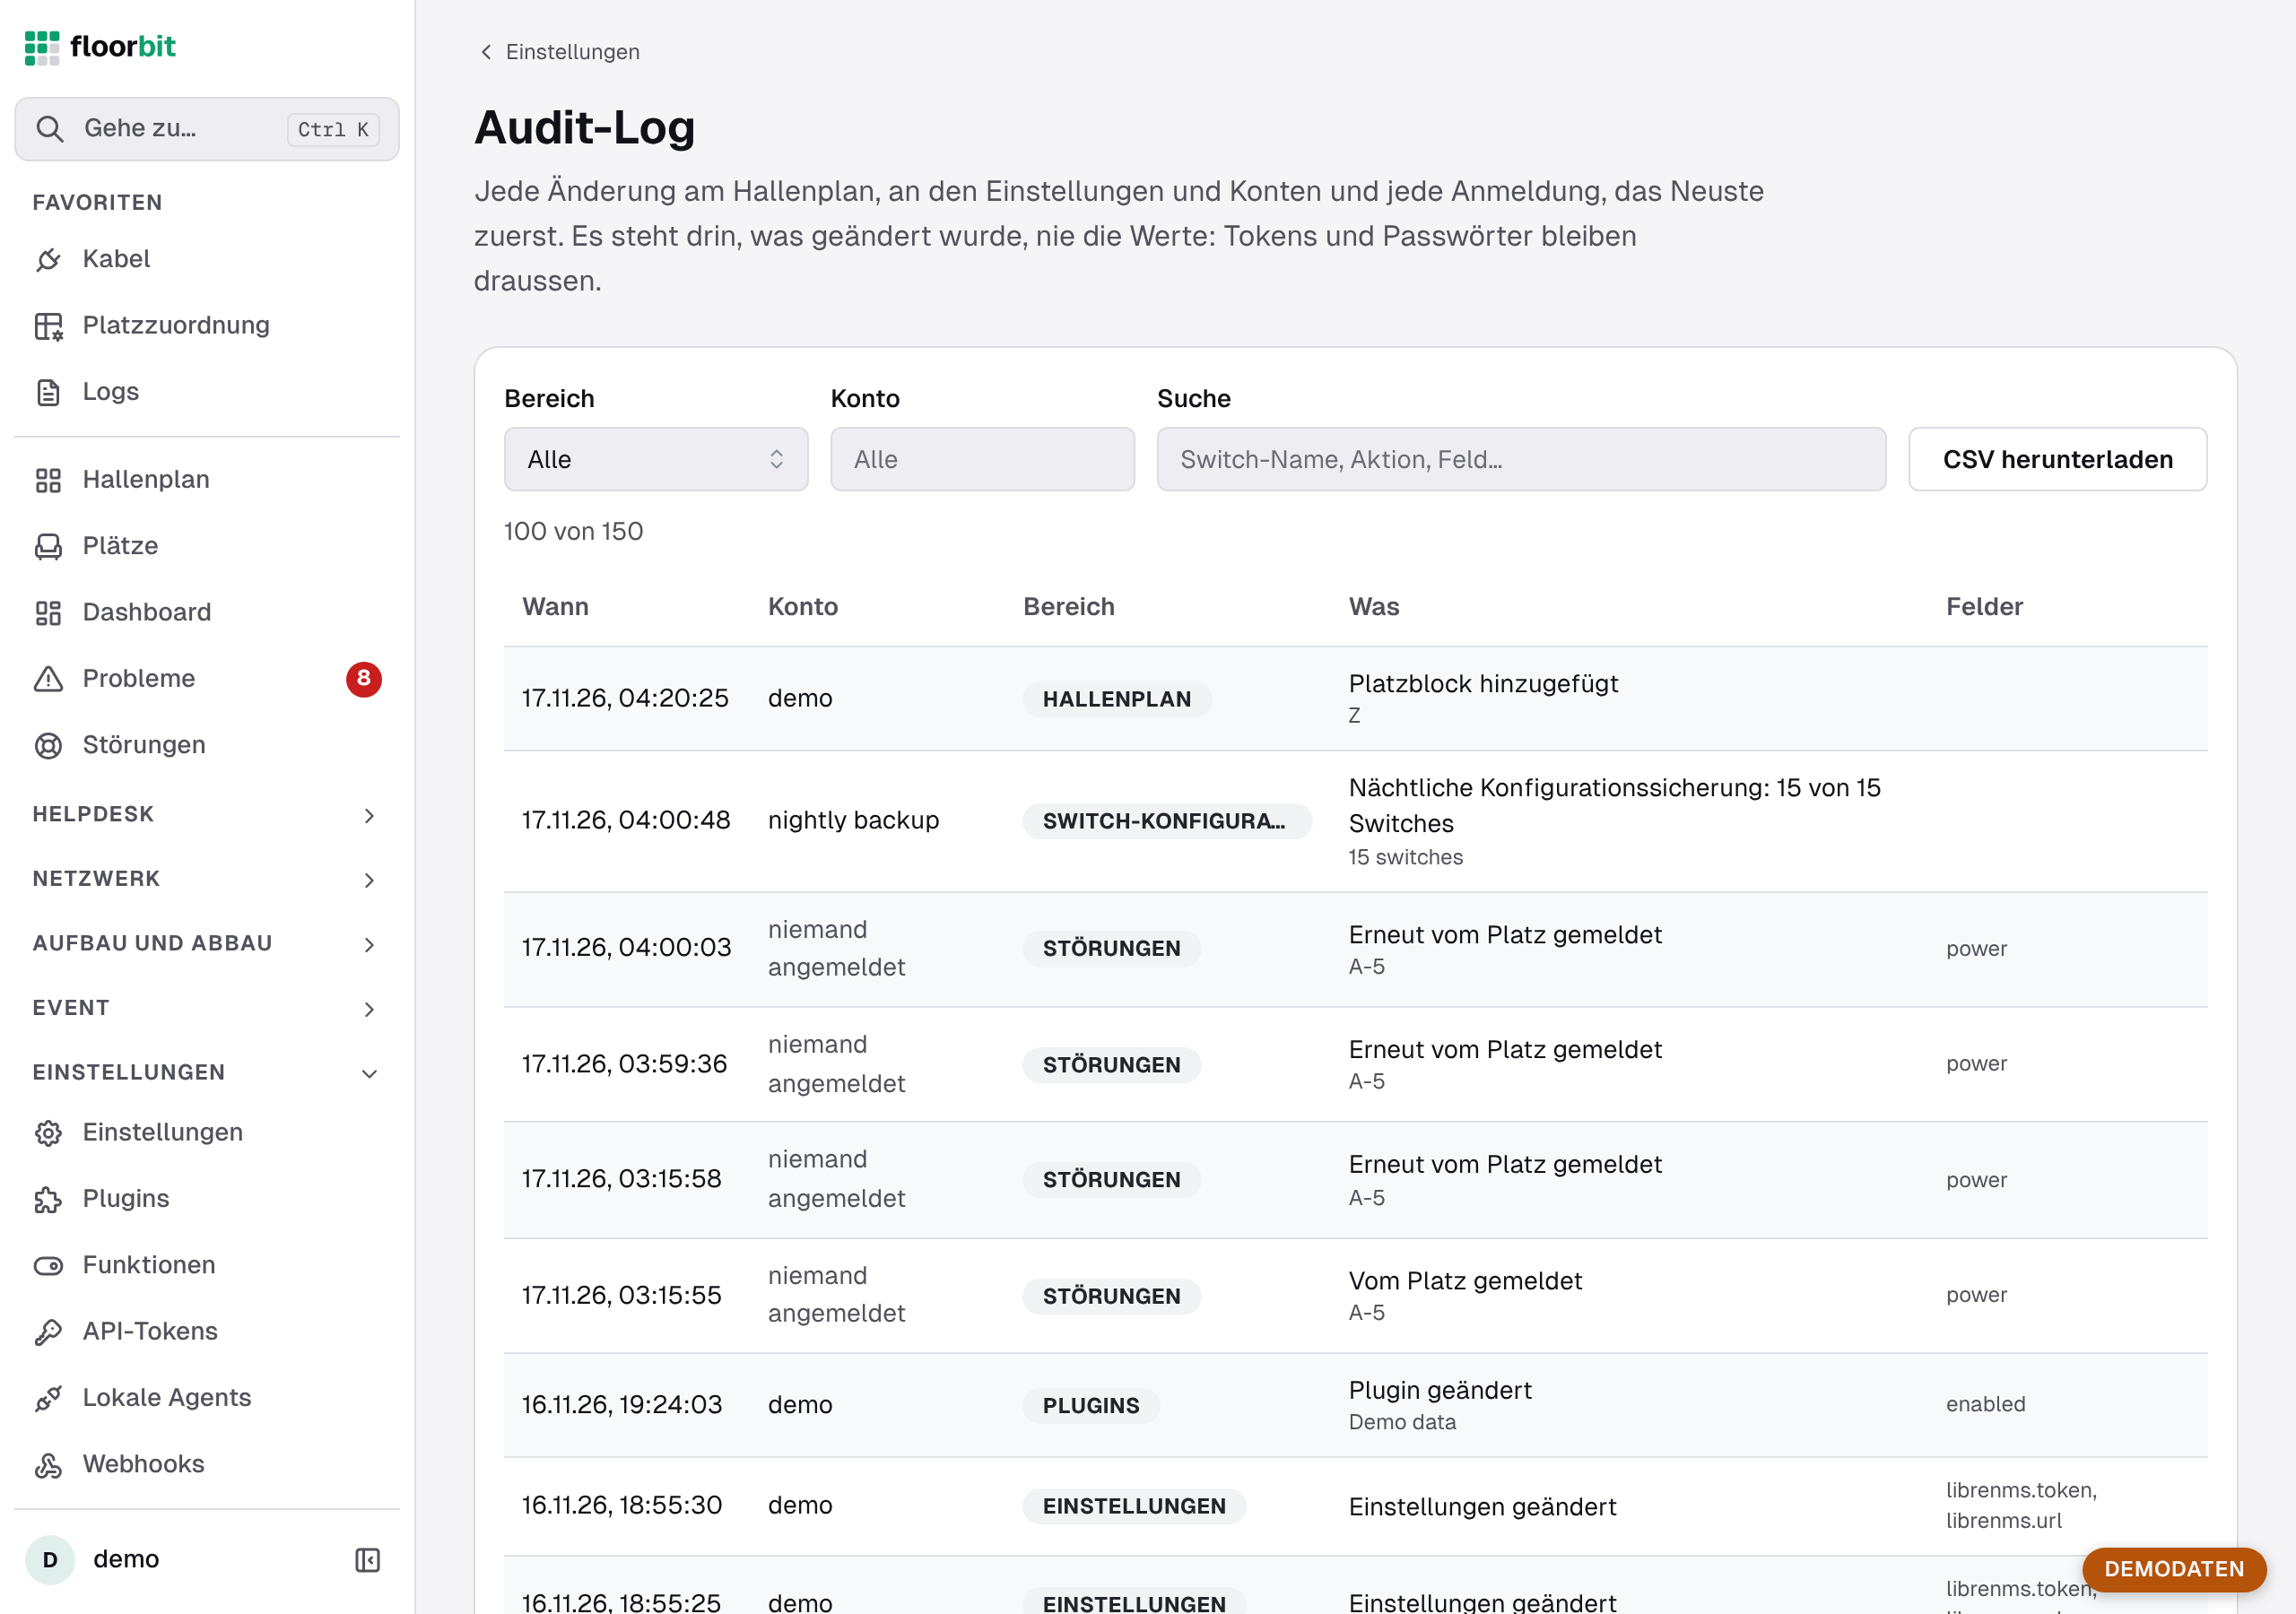 floorbit
Gehe zu...
Ctrl K
FAVORITEN
Kabel
Platzzuordnung
Logs
Hallenplan
Plätze
Dashboard
Probleme
8
Störungen
HELPDESK
NETZWERK
AUFBAU UND ABBAU
EVENT
EINSTELLUNGEN
Einstellungen
Plugins
Funktionen
API-Tokens
Lokale Agents
Webhooks
D
demo
Einstellungen
Audit-Log
Jede Änderung am Hallenplan, an den Einstellungen und Konten und jede Anmeldung, das Neuste
zuerst. Es steht drin, was geändert wurde, nie die Werte: Tokens und Passwörter bleiben
draussen.
Bereich
Konto
Suche
Alle
Alle
Switch-Name, Aktion, Feld...
CSV herunterladen
100 von 150
Wann Konto Bereich Was Felder
17.11.26, 04:20:25 demo HALLENPLAN Platzblock hinzugefügt
Z
17.11.26, 04:00:48 nightly backup SWITCH-KONFIGURA... Nächtliche Konfigurationssicherung: 15 von 15
Switches
15 switches
17.11.26, 04:00:03 niemand
angemeldet STÖRUNGEN Erneut vom Platz gemeldet
A-5
power
17.11.26, 03:59:36 niemand
angemeldet STÖRUNGEN Erneut vom Platz gemeldet
A-5
power
17.11.26, 03:15:58 niemand
angemeldet STÖRUNGEN Erneut vom Platz gemeldet
A-5
power
17.11.26, 03:15:55 niemand
angemeldet STÖRUNGEN Vom Platz gemeldet
A-5
power
16.11.26, 19:24:03 demo PLUGINS Plugin geändert
Demo data
enabled
16.11.26, 18:55:30 demo EINSTELLUNGEN Einstellungen geändert
librenms.token,
librenms.url
16.11.26, 18:55:25 demo EINSTELLUNGEN Einstellungen geändert
librenms.token,
DEMODATEN